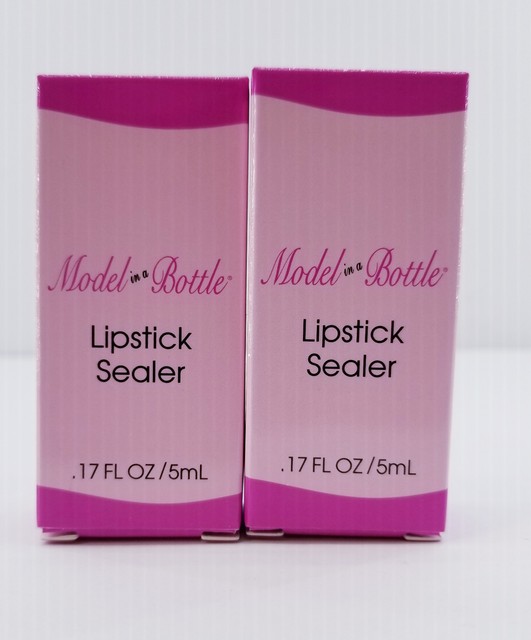 Model in a Bottle®
Lipstick
Sealer
.17 FL OZ/5mL
Model in a Bottle®
Lipstick
Sealer
.17 FL OZ/5mL